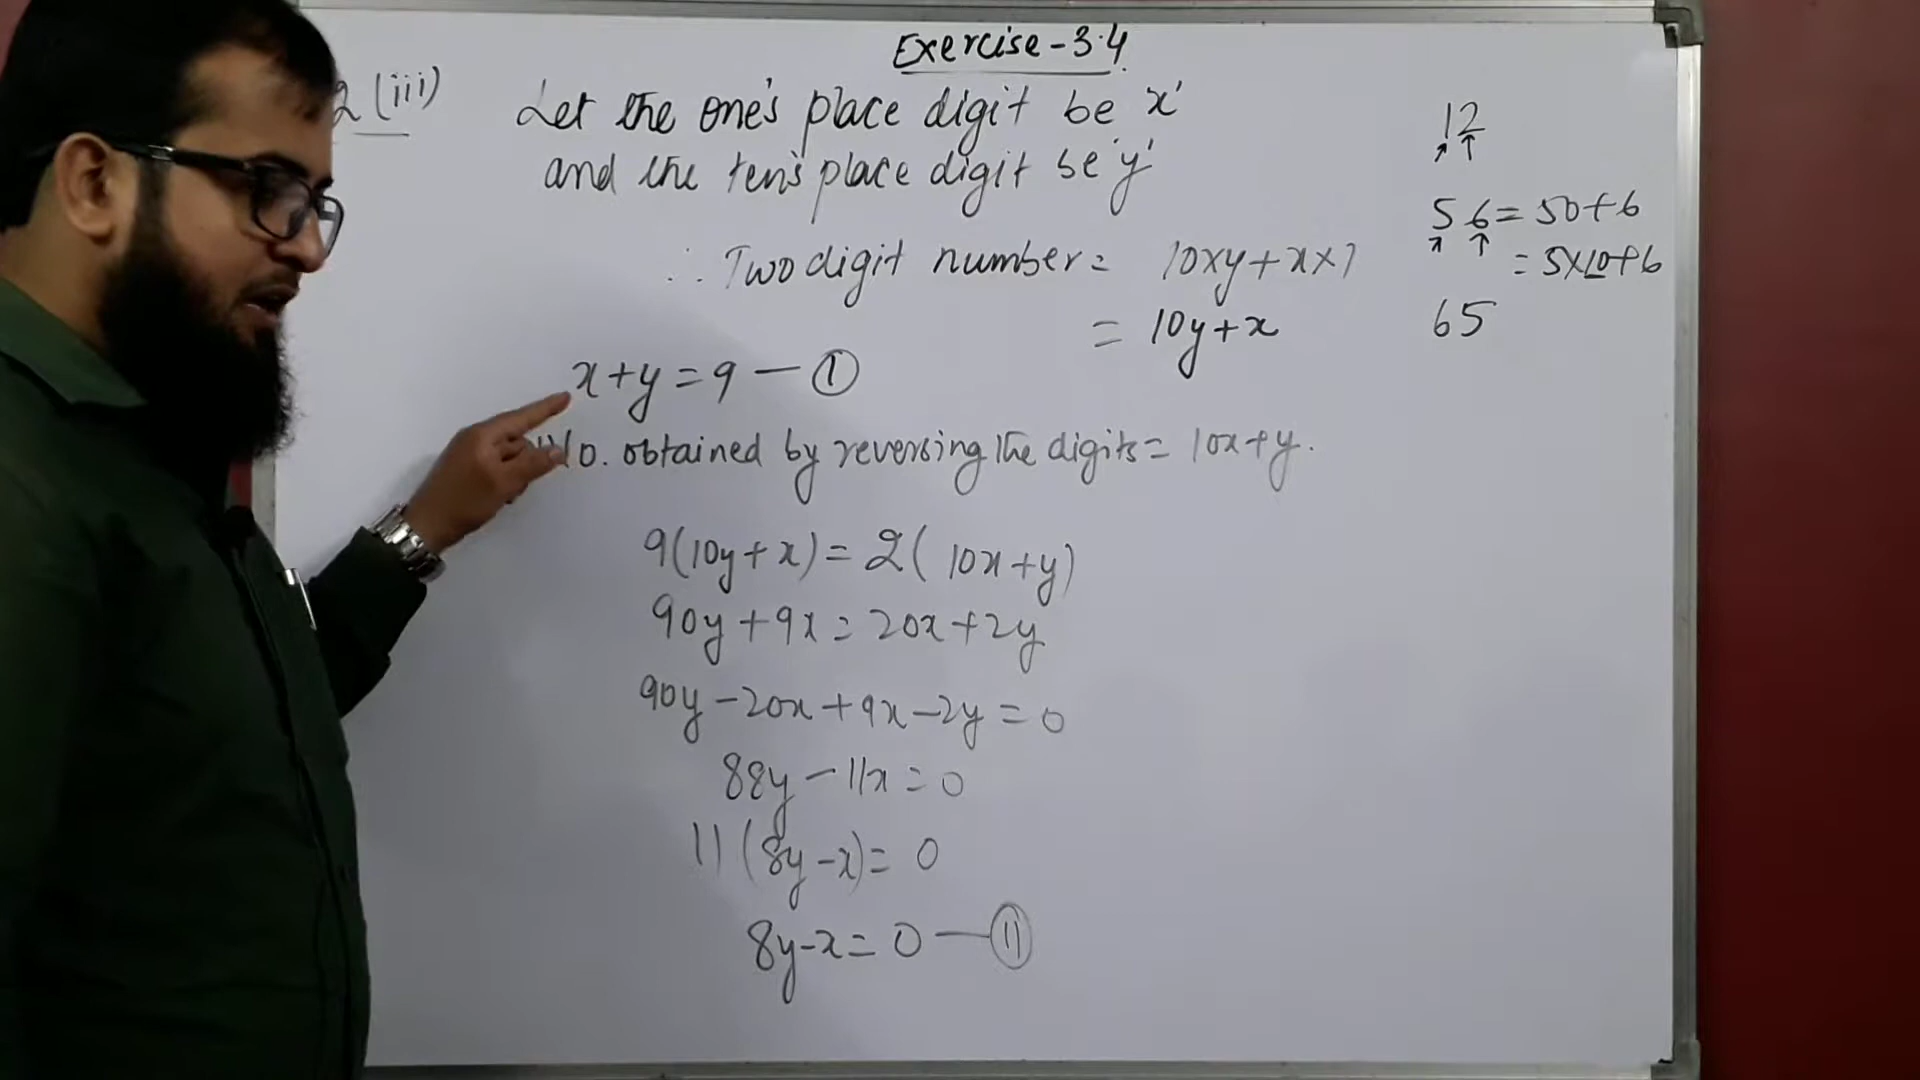 Exercise-3.4
2 (iii)
Let the one's place digit be 'x'
and the ten's place digit be 'y'
∴ Two digit number = 10xy+x×1
= 10y+x
x+y=9 — ①
No. obtained by reversing the digits = 10x+y.
9(10y+x) = 2(10x+y)
90y+9x = 20x+2y
90y-20x+9x-2y = 0
88y-11x = 0
11(8y-x) = 0
8y-x = 0 — ⑪
12
56 = 50+6
= 5×10+6
65